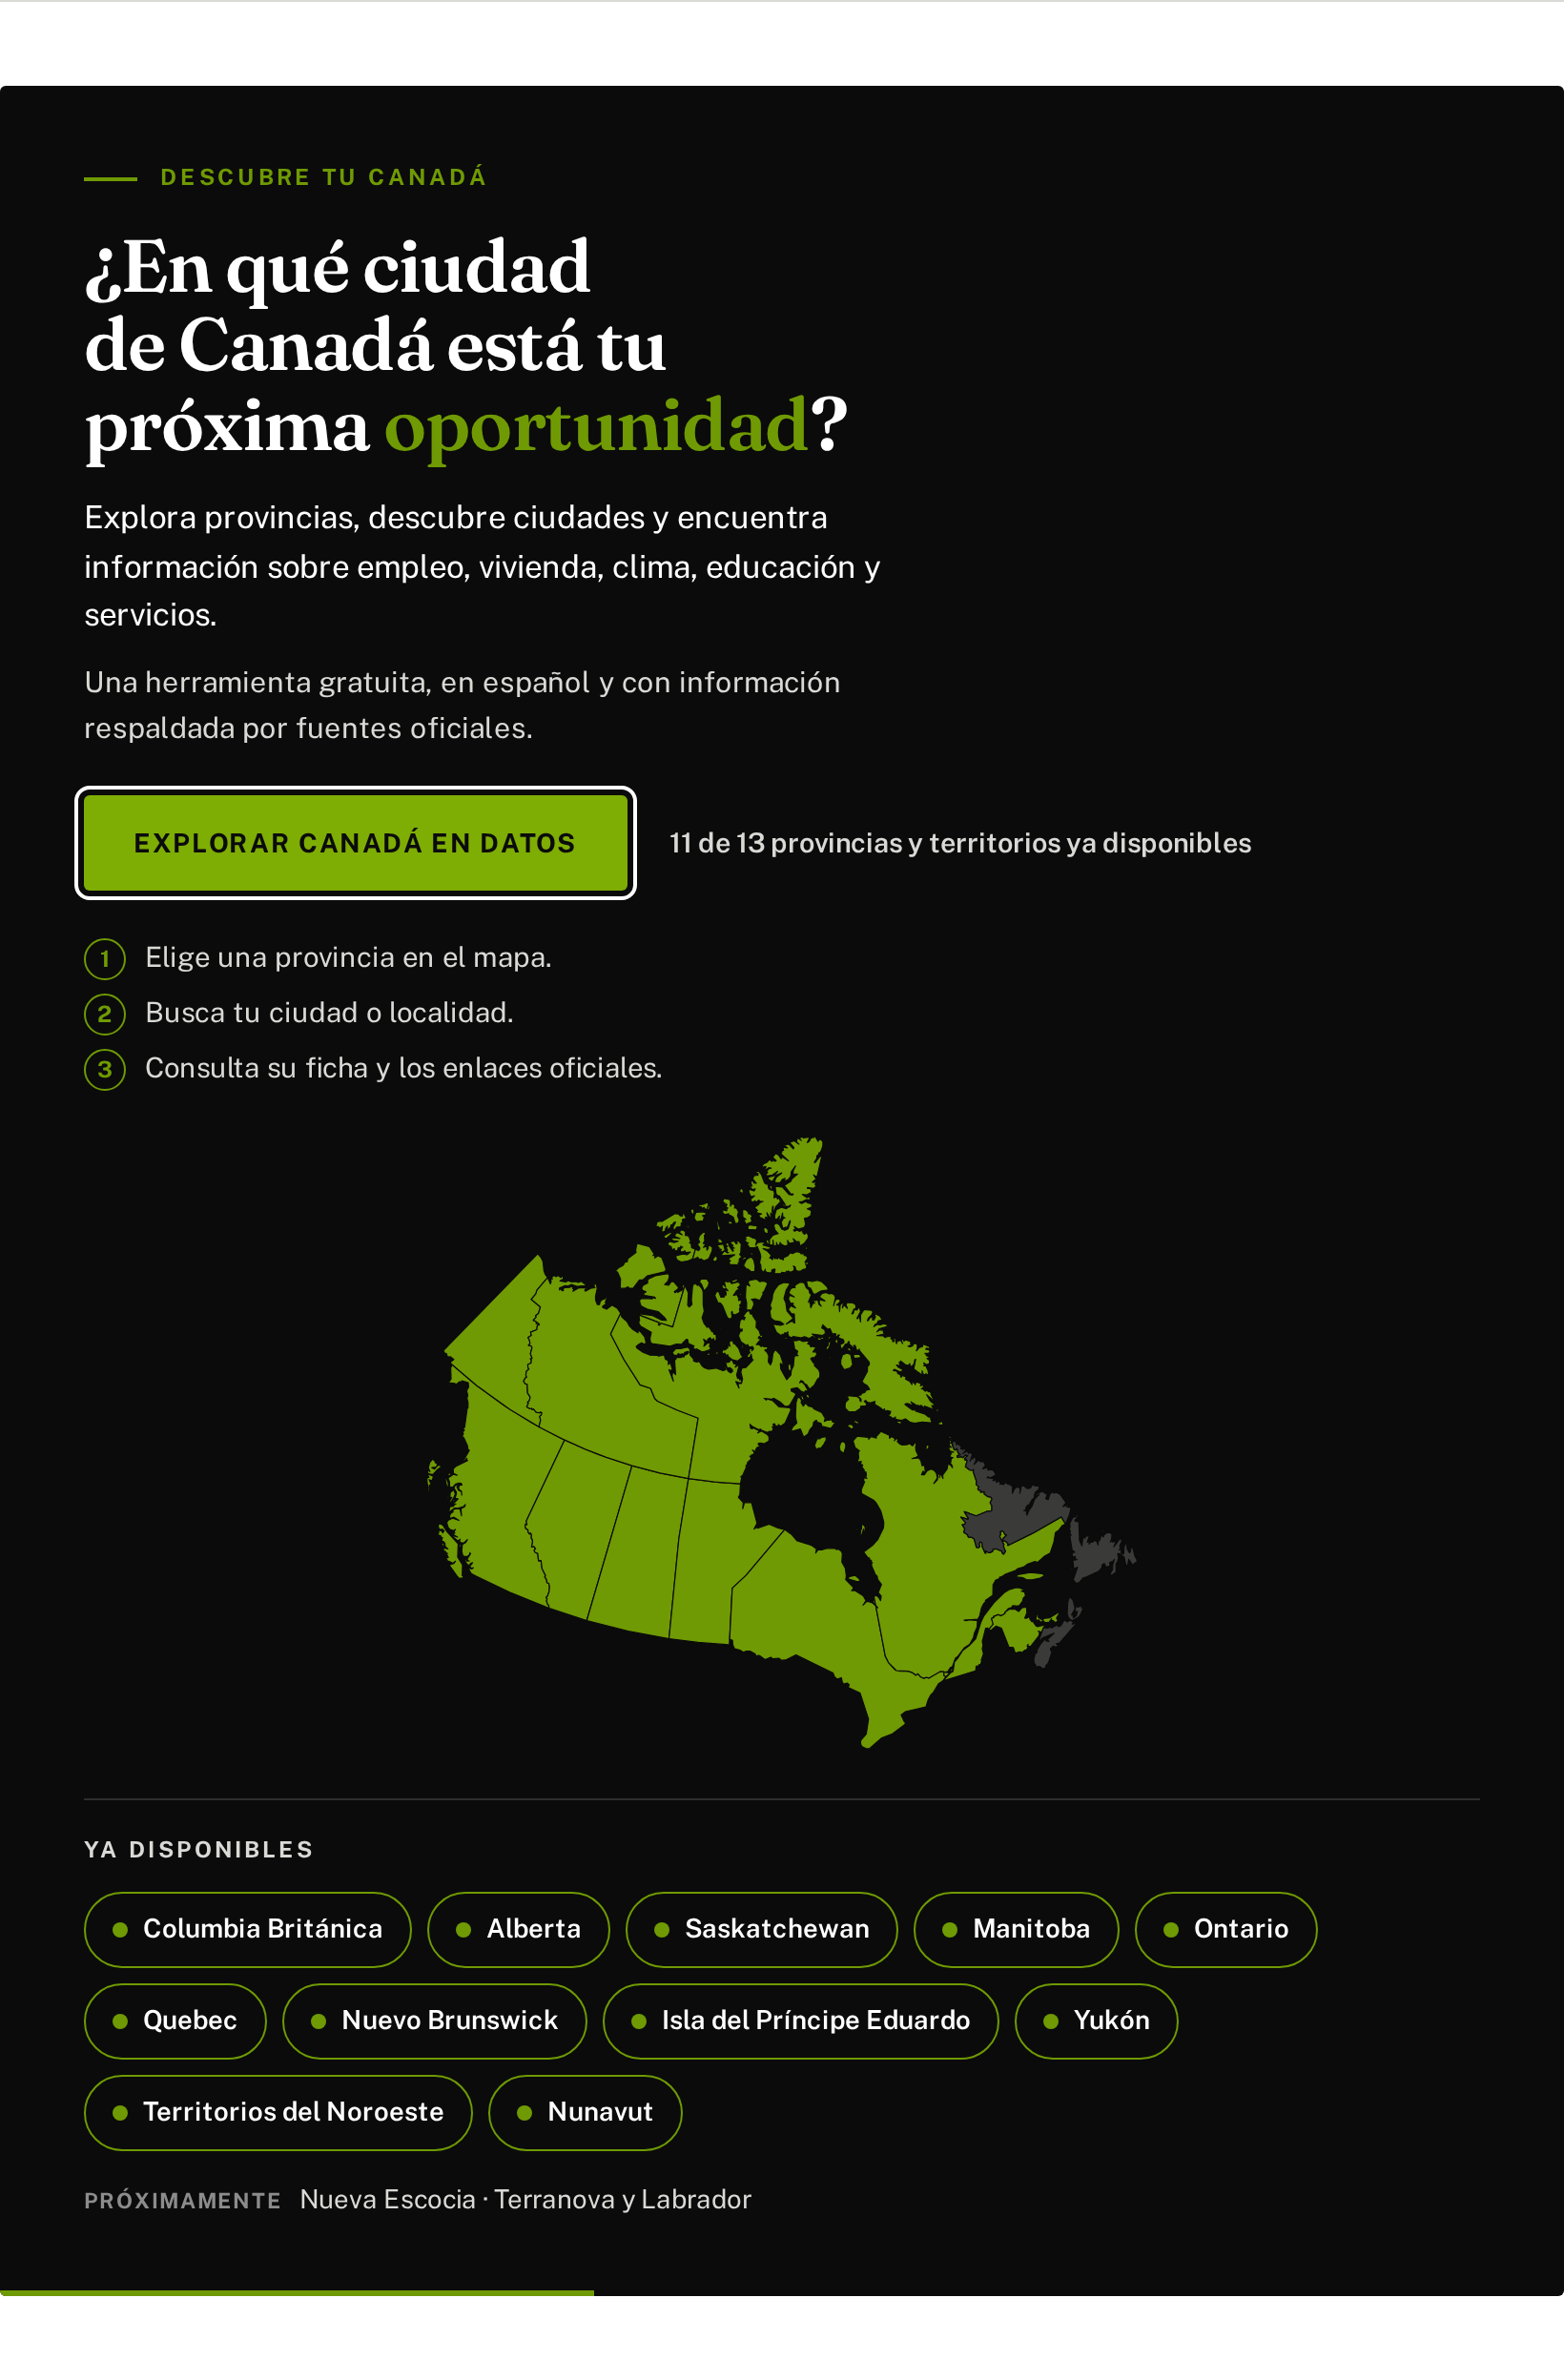 DESCUBRE TU CANADÁ
¿En qué ciudad
de Canadá está tu
próxima oportunidad?
Explora provincias, descubre ciudades y encuentra
información sobre empleo, vivienda, clima, educación y
servicios.
Una herramienta gratuita, en español y con información
respaldada por fuentes oficiales.
EXPLORAR CANADÁ EN DATOS
11 de 13 provincias y territorios ya disponibles
1 Elige una provincia en el mapa.
2 Busca tu ciudad o localidad.
3 Consulta su ficha y los enlaces oficiales.
YA DISPONIBLES
Columbia Británica Alberta Saskatchewan Manitoba Ontario
Quebec Nuevo Brunswick Isla del Príncipe Eduardo Yukón
Territorios del Noroeste Nunavut
PRÓXIMAMENTE Nueva Escocia · Terranova y Labrador